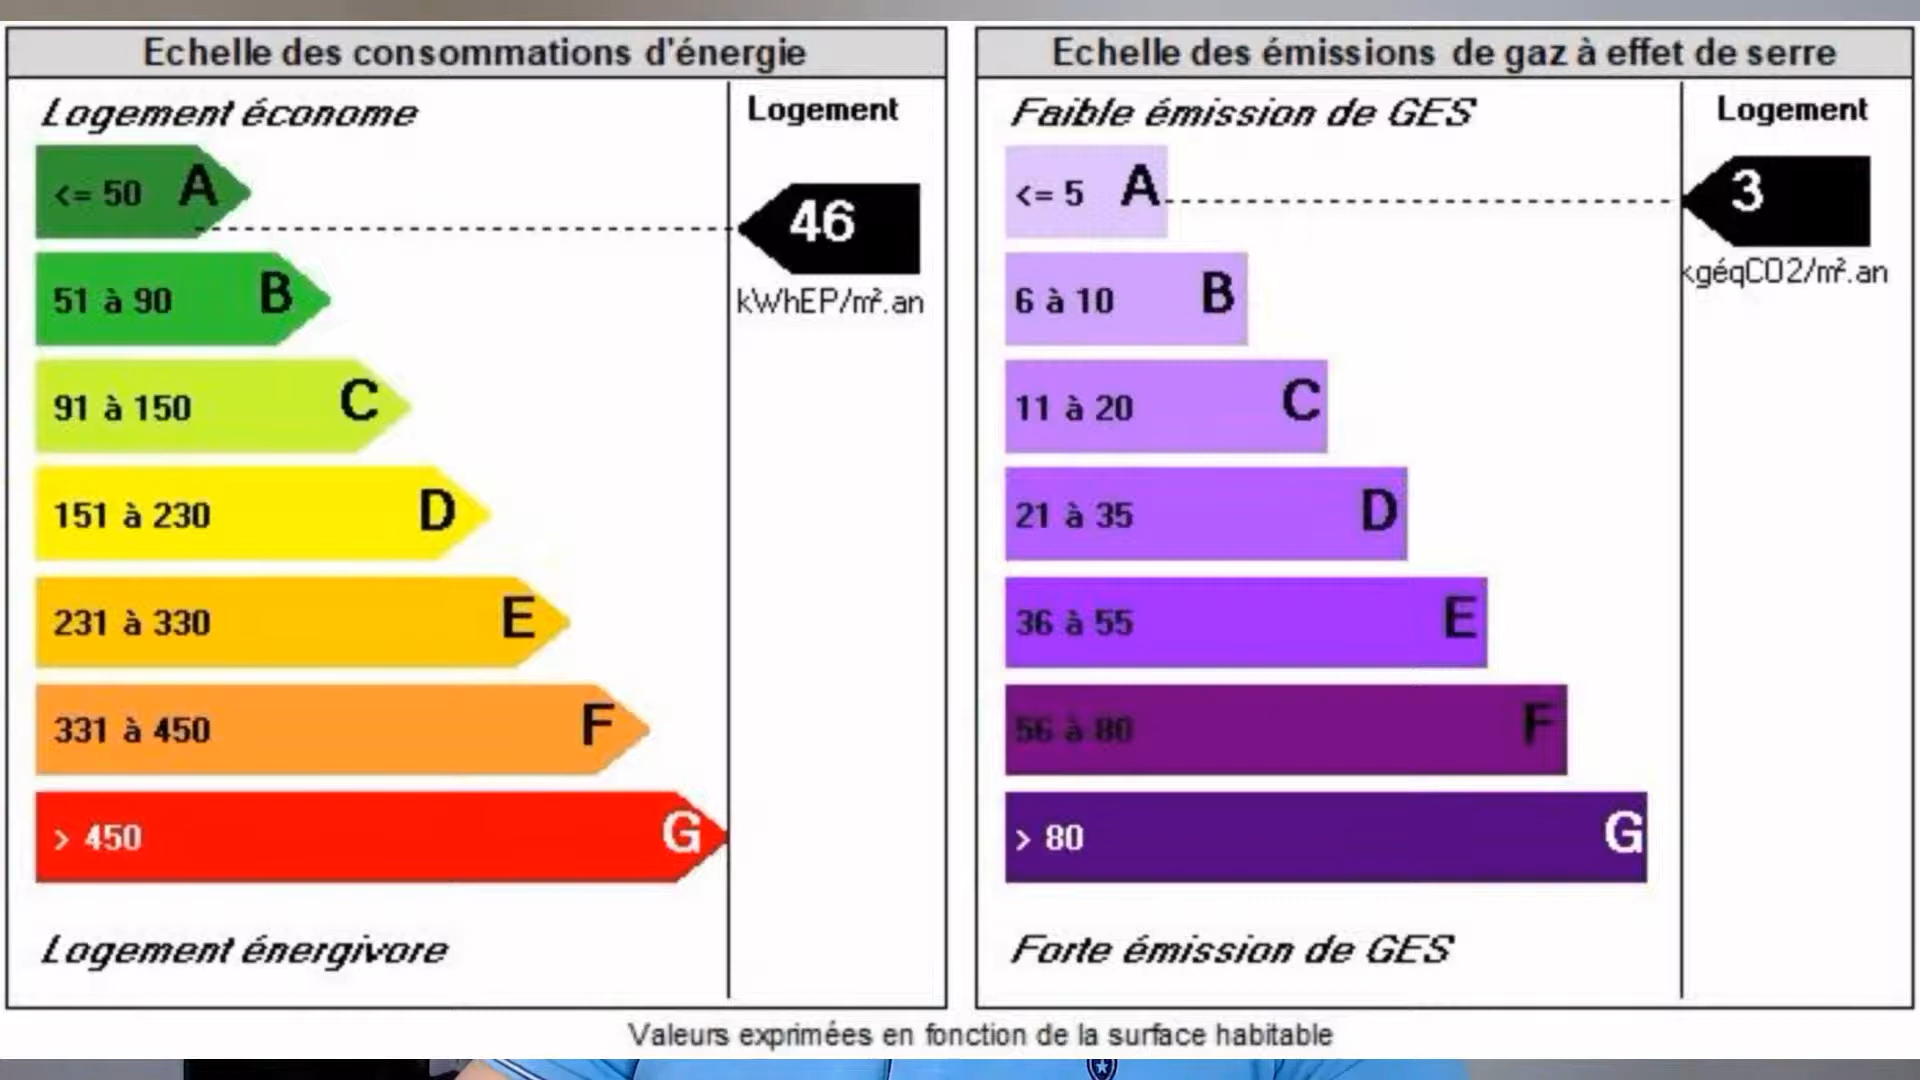 Echelle des consommations d'énergie
Logement économe
Logement
<= 50 A
46
kWhEP/m².an
51 à 90 B
91 à 150 C
151 à 230 D
231 à 330 E
331 à 450 F
> 450 G
Logement énergivore
Echelle des émissions de gaz à effet de serre
Faible émission de GES
Logement
<= 5 A
3
kgéqCO2/m².an
6 à 10 B
11 à 20 C
21 à 35 D
36 à 55 E
56 à 80 F
> 80 G
Forte émission de GES
Valeurs exprimées en fonction de la surface habitable